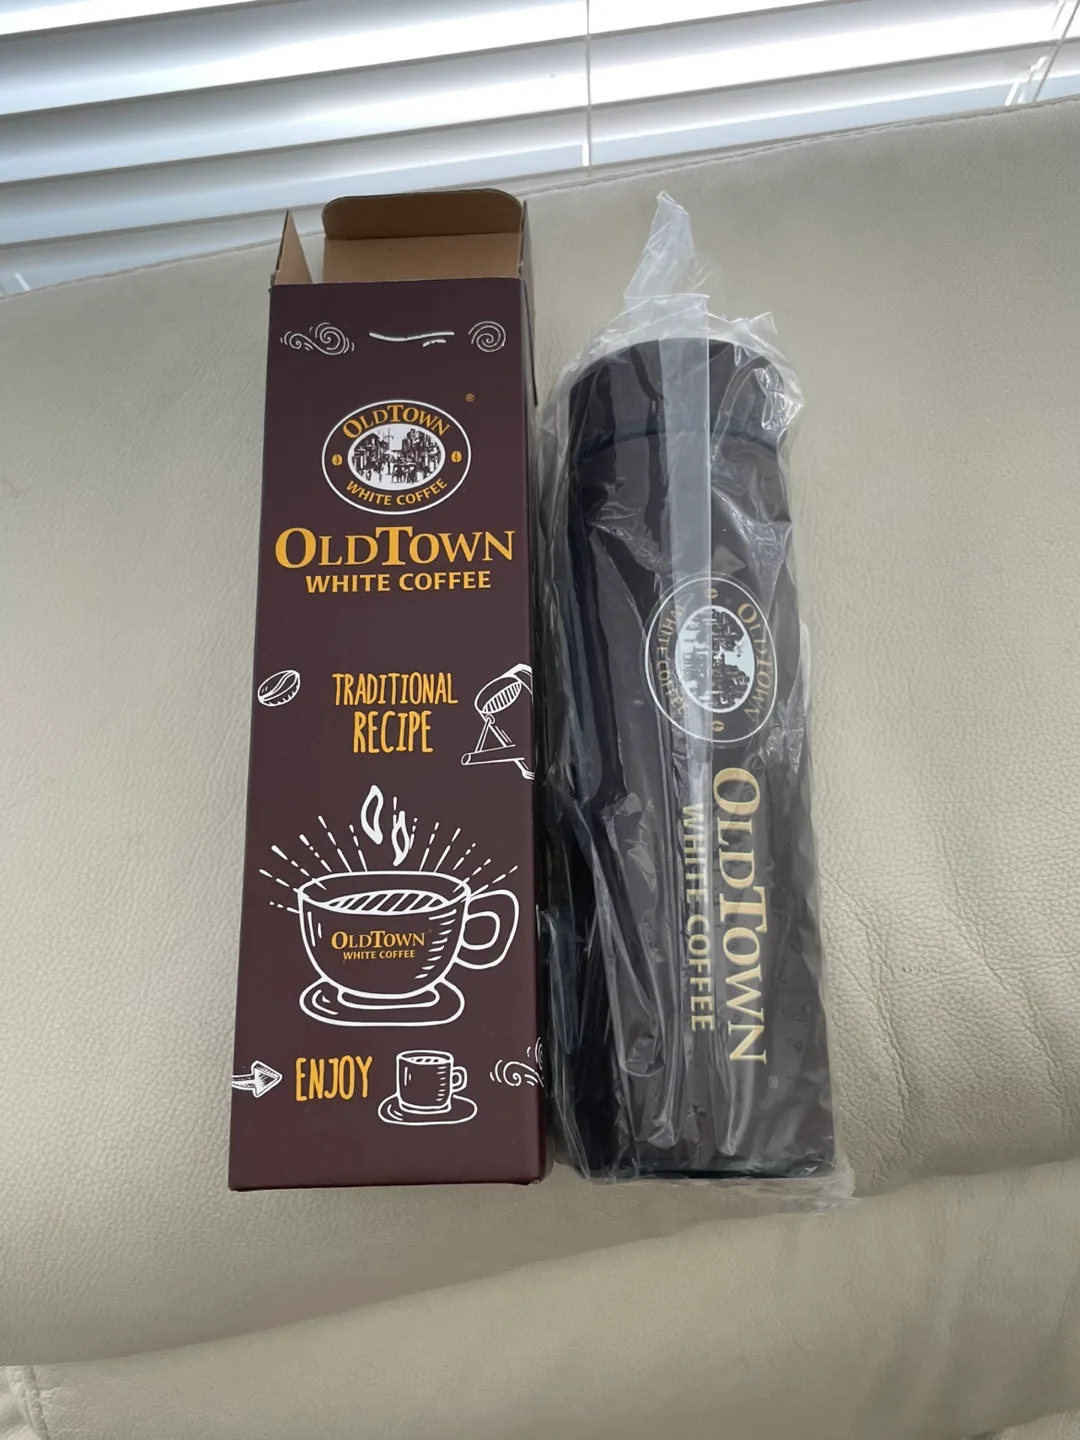 OLDTOWN
WHITE COFFEE
®
OLDTOWN
WHITE COFFEE
TRADITIONAL
RECIPE
OLDTOWN
WHITE COFFEE
ENJOY
OLDTOWN
WHITE COFFEE
OLDTOWN
WHITE COFFEE
®